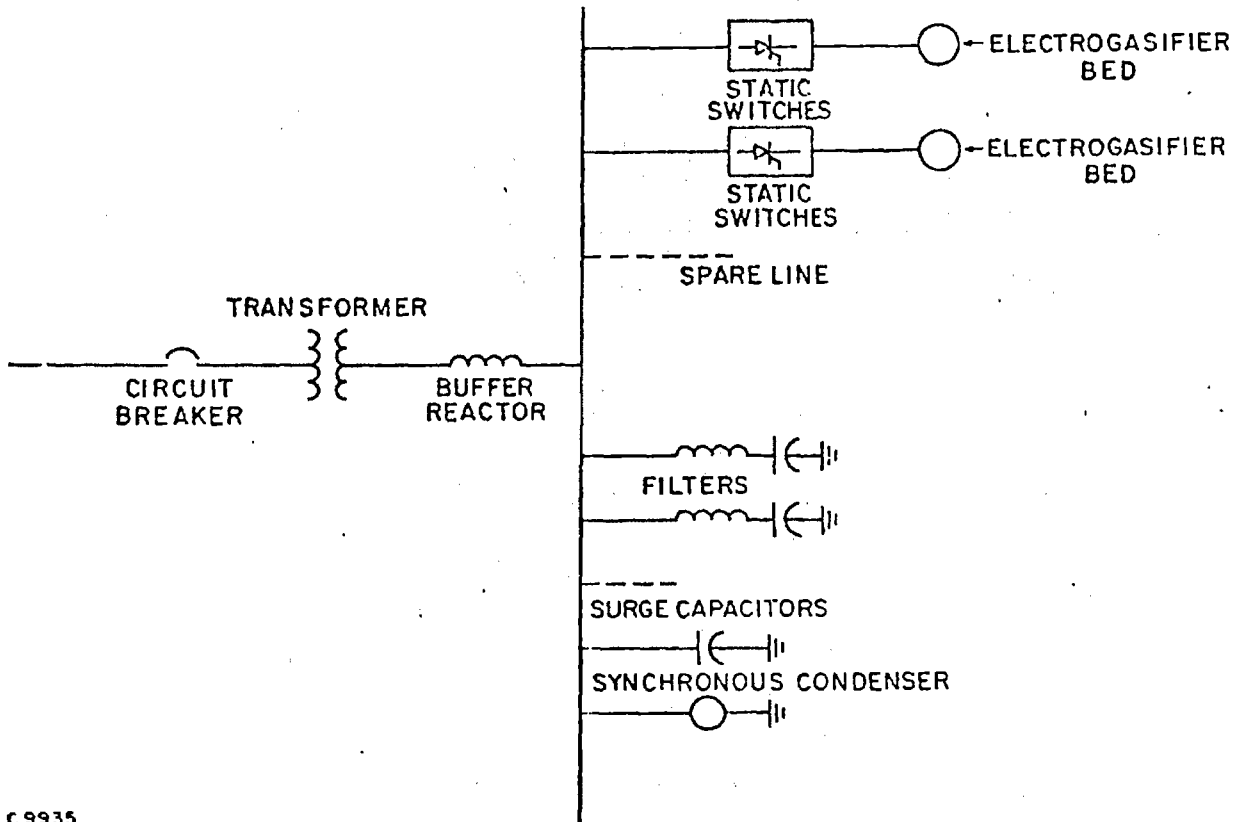 ELECTROGASIFIER
BED
STATIC
SWITCHES
ELECTROGASIFIER
BED
STATIC
SWITCHES
SPARE LINE
TRANSFORMER
CIRCUIT
BREAKER
BUFFER
REACTOR
FILTERS
SURGE CAPACITORS
SYNCHRONOUS CONDENSER
C 9935